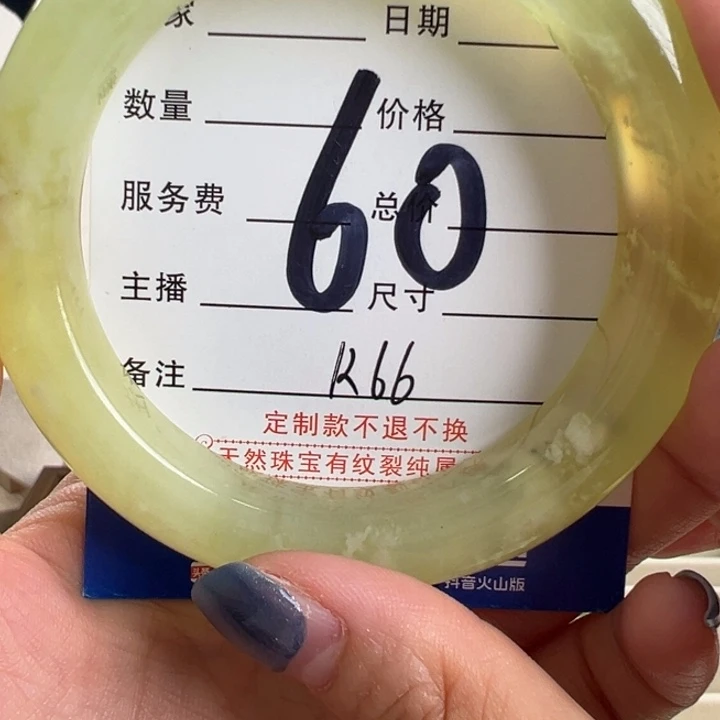 家 日期
数量 价格
60
服务费 总价
主播 尺寸
备注 K66
定制款不退不换
天然珠宝有纹裂纯属
抖音火山版